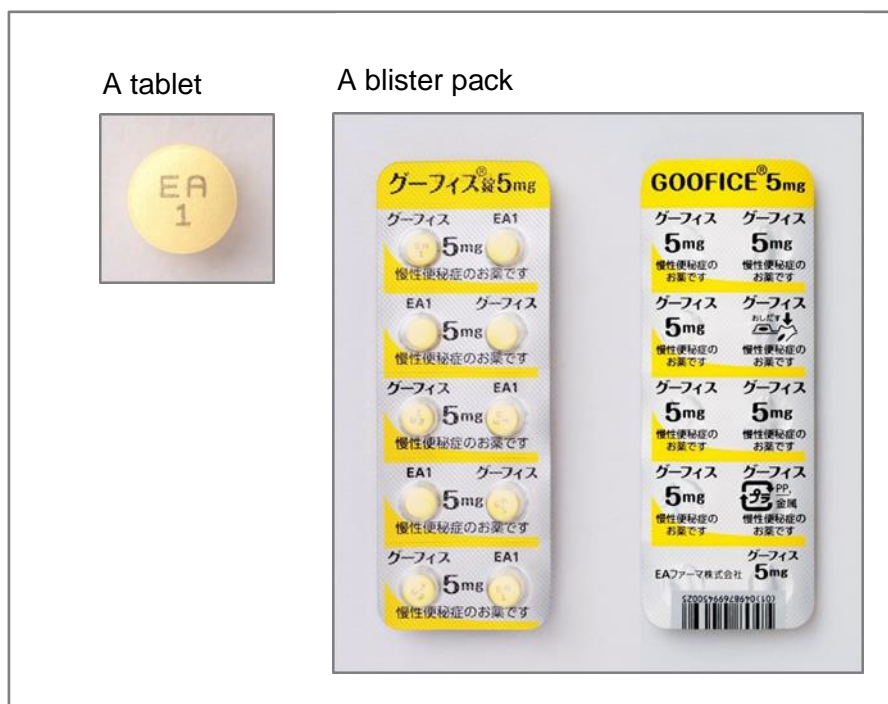 A tablet
EA
1
A blister pack
グーフィス®錠5mg
グーフィス EA1
5mg
慢性便秘症のお薬です
EA1 グーフィス
5mg
慢性便秘症のお薬です
グーフィス EA1
5mg
慢性便秘症のお薬です
EA1 グーフィス
5mg
慢性便秘症のお薬です
グーフィス EA1
5mg
慢性便秘症のお薬です
GOOFICE®5mg
グーフィス グーフィス
5mg 5mg
慢性便秘症の 慢性便秘症の
お薬です お薬です
グーフィス グーフィス
5mg おしだす
慢性便秘症の 慢性便秘症の
お薬です お薬です
グーフィス グーフィス
5mg 5mg
慢性便秘症の 慢性便秘症の
お薬です お薬です
グーフィス グーフィス
5mg プラ PP,
金属
慢性便秘症の 慢性便秘症の
お薬です お薬です
グーフィス
EAファーマ株式会社 5mg